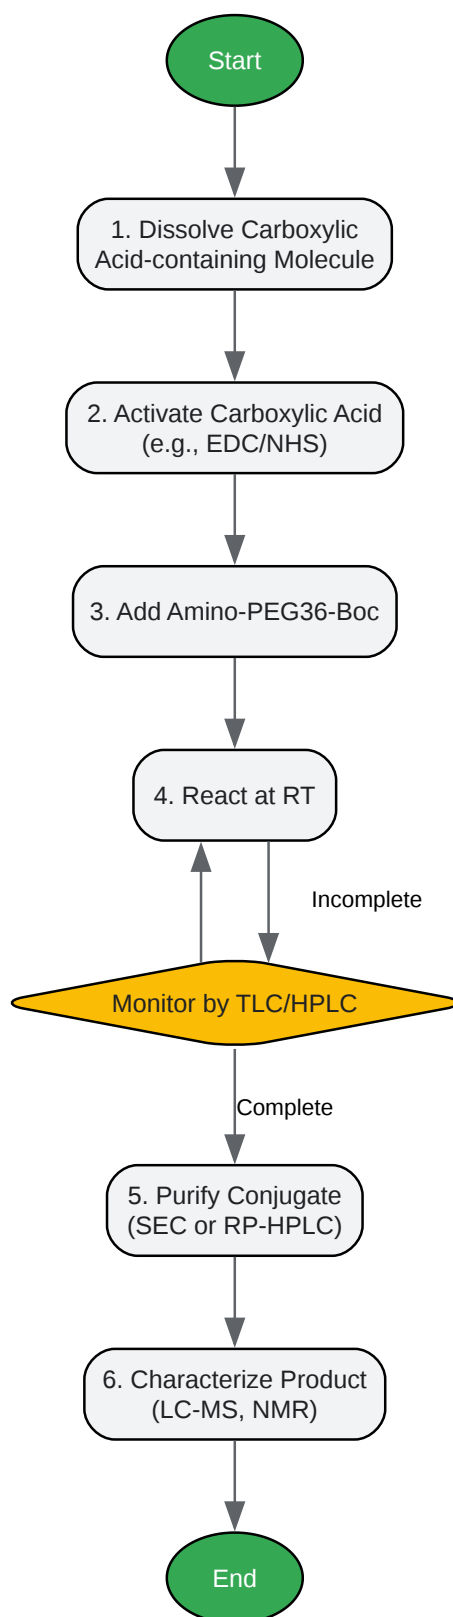 Start
1. Dissolve Carboxylic
Acid-containing Molecule
2. Activate Carboxylic Acid
(e.g., EDC/NHS)
3. Add Amino-PEG36-Boc
4. React at RT
Incomplete
Monitor by TLC/HPLC
Complete
5. Purify Conjugate
(SEC or RP-HPLC)
6. Characterize Product
(LC-MS, NMR)
End